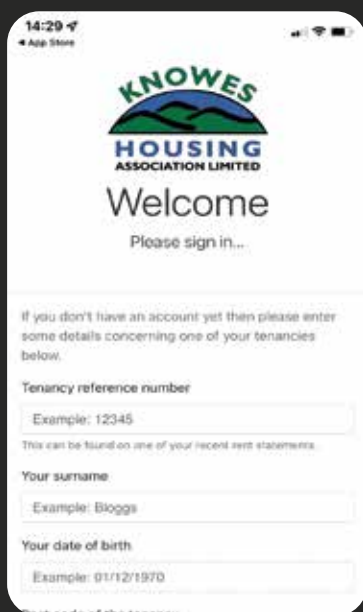 14:29
App Store
KNOWES
HOUSING
ASSOCIATION LIMITED
Welcome
Please sign in...
If you don't have an account yet then please enter
some details concerning one of your tenancies
below.
Tenancy reference number
Example: 12345
This can be found on one of your recent rent statements.
Your surname
Example: Bloggs
Your date of birth
Example: 01/12/1970